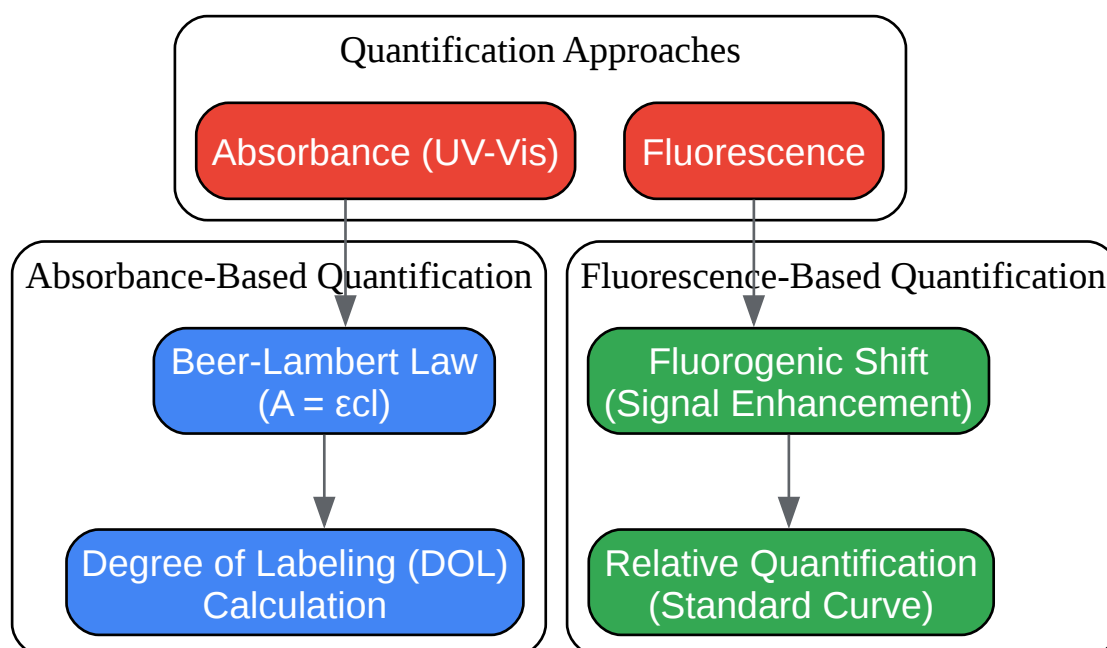 Quantification Approaches
Absorbance (UV-Vis)
Fluorescence
Absorbance-Based Quantification
Fluorescence-Based Quantification
Beer-Lambert Law
(A = εcl)
Fluorogenic Shift
(Signal Enhancement)
Degree of Labeling (DOL)
Calculation
Relative Quantification
(Standard Curve)